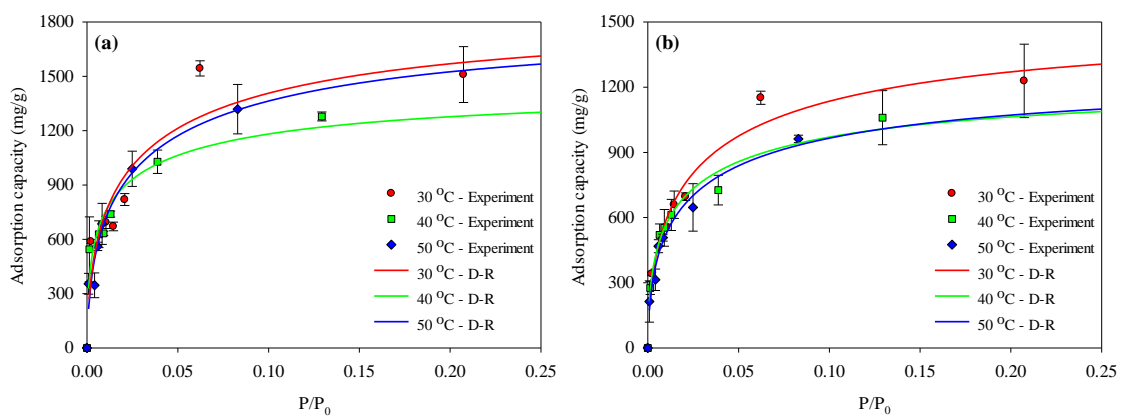 (a)
Adsorption capacity (mg/g)
1800
1500
1200
900
600
300
0
30 °C - Experiment
40 °C - Experiment
50 °C - Experiment
30 °C - D-R
40 °C - D-R
50 °C - D-R
0.00 0.05 0.10 0.15 0.20 0.25
P/P₀
(b)
Adsorption capacity (mg/g)
1500
1200
900
600
300
0
30 °C - Experiment
40 °C - Experiment
50 °C - Experiment
30 °C - D-R
40 °C - D-R
50 °C - D-R
0.00 0.05 0.10 0.15 0.20 0.25
P/P₀